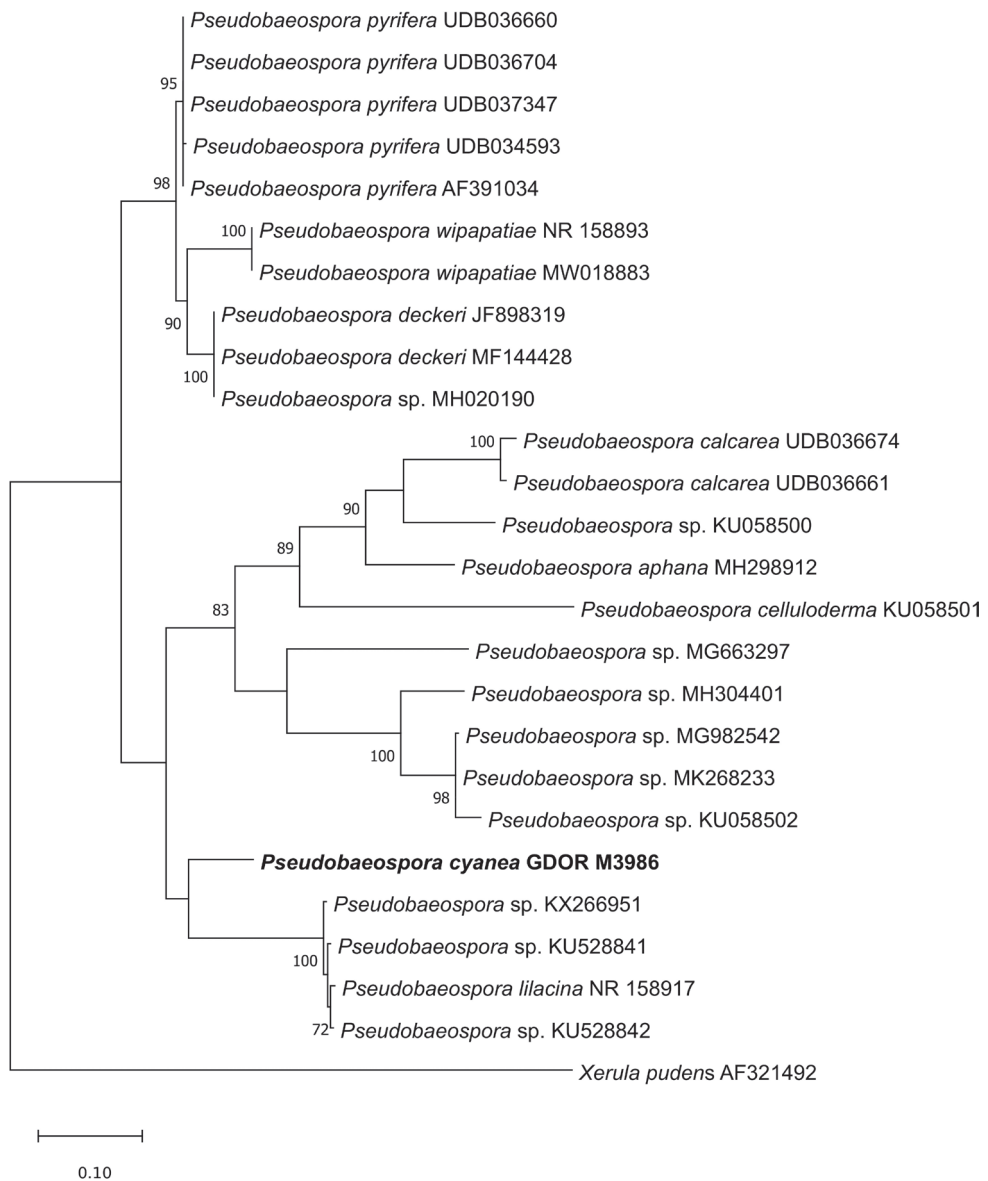 Pseudobaeospora pyrifera UDB036660
Pseudobaeospora pyrifera UDB036704
95
Pseudobaeospora pyrifera UDB037347
Pseudobaeospora pyrifera UDB034593
98
Pseudobaeospora pyrifera AF391034
100
Pseudobaeospora wipapatiae NR 158893
Pseudobaeospora wipapatiae MW018883
Pseudobaeospora deckeri JF898319
90
Pseudobaeospora deckeri MF144428
100
Pseudobaeospora sp. MH020190
100
Pseudobaeospora calcarea UDB036674
Pseudobaeospora calcarea UDB036661
90
Pseudobaeospora sp. KU058500
89
Pseudobaeospora aphana MH298912
83
Pseudobaeospora celluloderma KU058501
Pseudobaeospora sp. MG663297
Pseudobaeospora sp. MH304401
Pseudobaeospora sp. MG982542
100
Pseudobaeospora sp. MK268233
98
Pseudobaeospora sp. KU058502
Pseudobaeospora cyanea GDOR M3986
Pseudobaeospora sp. KX266951
Pseudobaeospora sp. KU528841
100
Pseudobaeospora lilacina NR 158917
72
Pseudobaeospora sp. KU528842
Xerula pudens AF321492
0.10